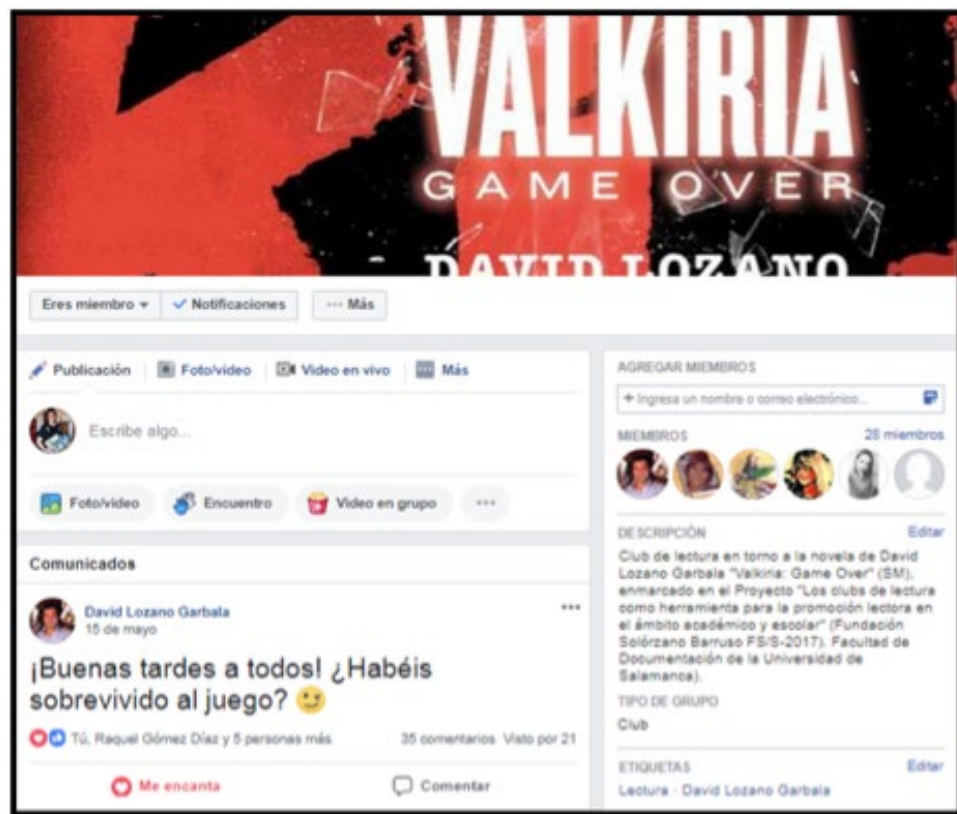 VALKIRIA
GAME OVER
DAVID LOZANO
Eres miembro
Notificaciones
Más
Publicación
Foto/video
Video en vivo
Más
Escribe algo...
Foto/video
Encuentro
Video en grupo
Comunicados
David Lozano Garbala
15 de mayo
¡Buenas tardes a todos! ¿Habéis
sobrevivido al juego? 😉
Tú, Raquel Gómez Díaz y 5 personas más
35 comentarios Visto por 21
Me encanta
Comentar
AGREGAR MIEMBROS
+ Ingresa un nombre o correo electrónico...
MIEMBROS
28 miembros
DESCRIPCIÓN
Editar
Club de lectura en torno a la novela de David
Lozano Garbala "Valkiria: Game Over" (SM),
enmarcado en el Proyecto "Los clubs de lectura
como herramienta para la promoción lectora en
el ámbito académico y escolar" (Fundación
Solórzano Barruso FS/S-2017). Facultad de
Documentación de la Universidad de
Salamanca).
TIPO DE GRUPO
Club
ETIQUETAS
Editar
Lectura · David Lozano Garbala